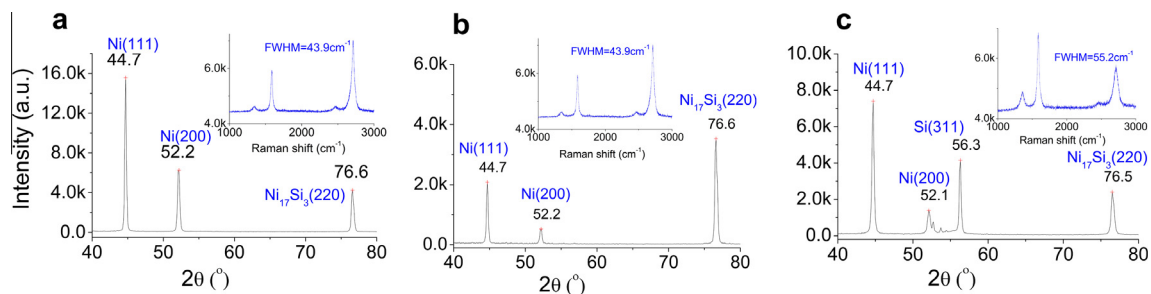 a
Ni(111)
44.7
FWHM=43.9cm-1
6.0k
4.0k
1000 2000 3000
Raman shift (cm-1)
16.0k
12.0k
8.0k
4.0k
0.0
Ni(200)
52.2
76.6
Ni17Si3(220)
40 50 60 70 80
2θ (o)
Intensity (a.u.)
b
FWHM=43.9cm-1
8.0k
6.0k
4.0k
1000 2000 3000
Raman shift (cm-1)
6.0k
4.0k
2.0k
0.0
Ni17Si3(220)
76.6
Ni(111)
44.7
Ni(200)
52.2
40 50 60 70 80
2θ (o)
c
FWHM=55.2cm-1
6.0k
4.0k
1000 2000 3000
Raman shift (cm-1)
10.0k
8.0k
6.0k
4.0k
2.0k
0.0
Ni(111)
44.7
Si(311)
56.3
Ni(200)
52.1
Ni17Si3(220)
76.5
40 50 60 70 80
2θ (o)